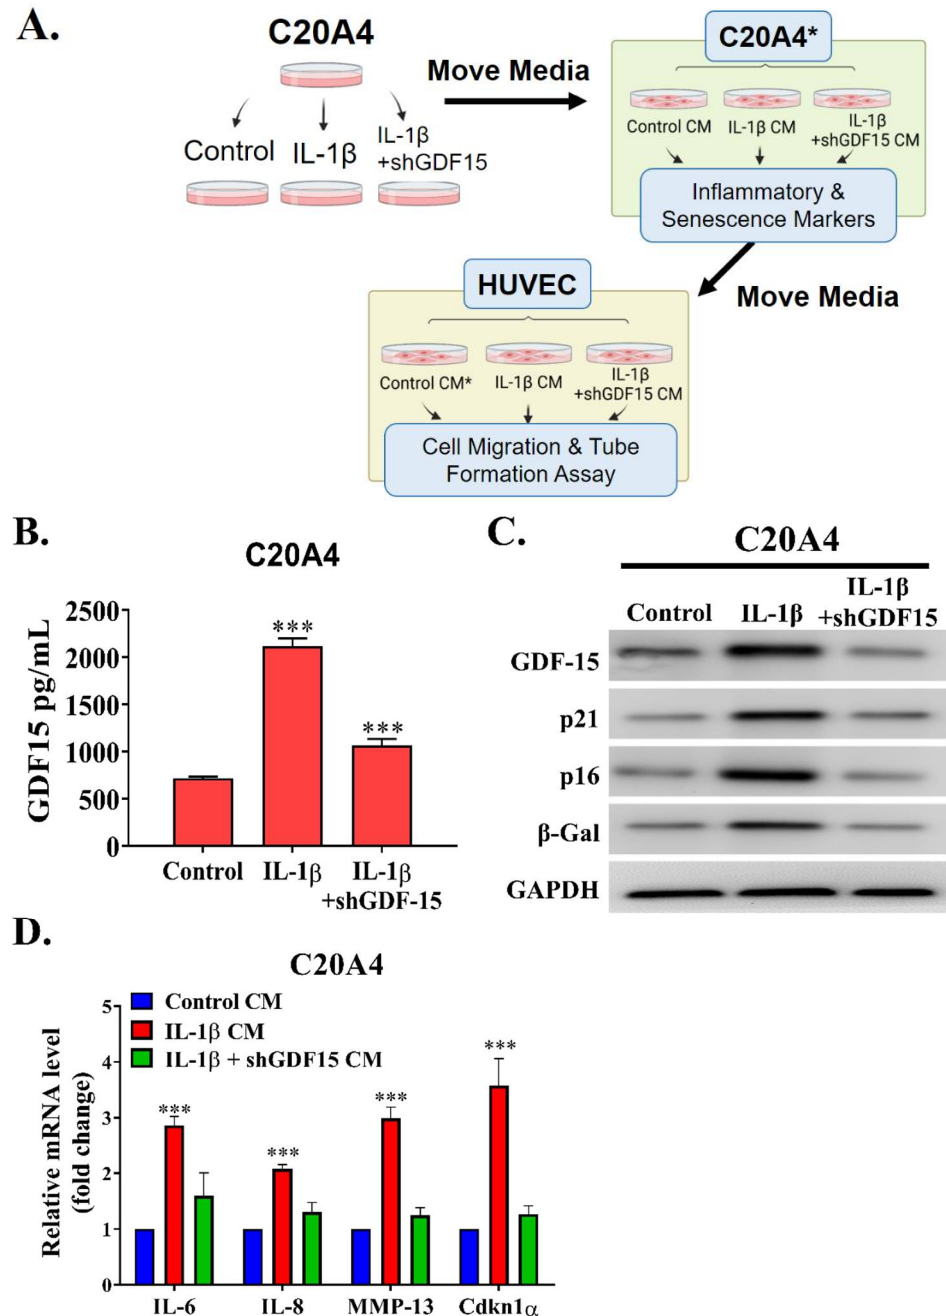 A.
C20A4
Control
IL-1β
IL-1β
+shGDF15
Move Media
C20A4*
Control CM
IL-1β CM
IL-1β
+shGDF15 CM
Inflammatory &
Senescence Markers
Move Media
HUVEC
Control CM*
IL-1β CM
IL-1β
+shGDF15 CM
Cell Migration & Tube
Formation Assay
B.
C20A4
GDF15 pg/mL
2500
2000
1500
1000
500
0
***
***
Control
IL-1β
IL-1β
+shGDF-15
C.
C20A4
Control
IL-1β
IL-1β
+shGDF15
GDF-15
p21
p16
β-Gal
GAPDH
D.
C20A4
Control CM
IL-1β CM
IL-1β + shGDF15 CM
Relative mRNA level
(fold change)
5
4
3
2
1
0
***
***
***
***
IL-6
IL-8
MMP-13
Cdkn1α